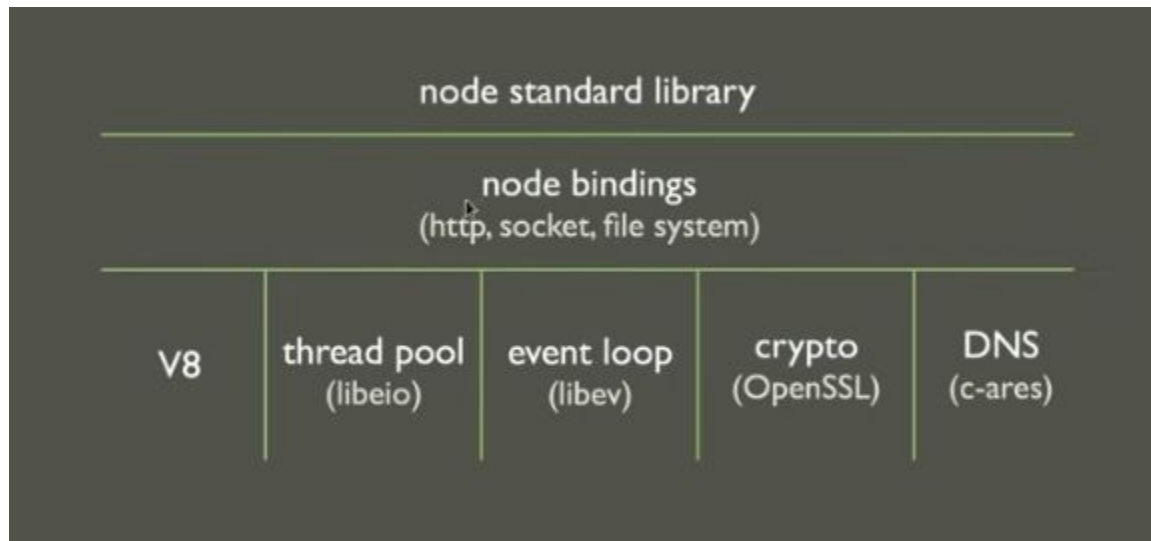 node standard library
node bindings
(http, socket, file system)
V8
thread pool
(libeio)
event loop
(libev)
crypto
(OpenSSL)
DNS
(c-ares)